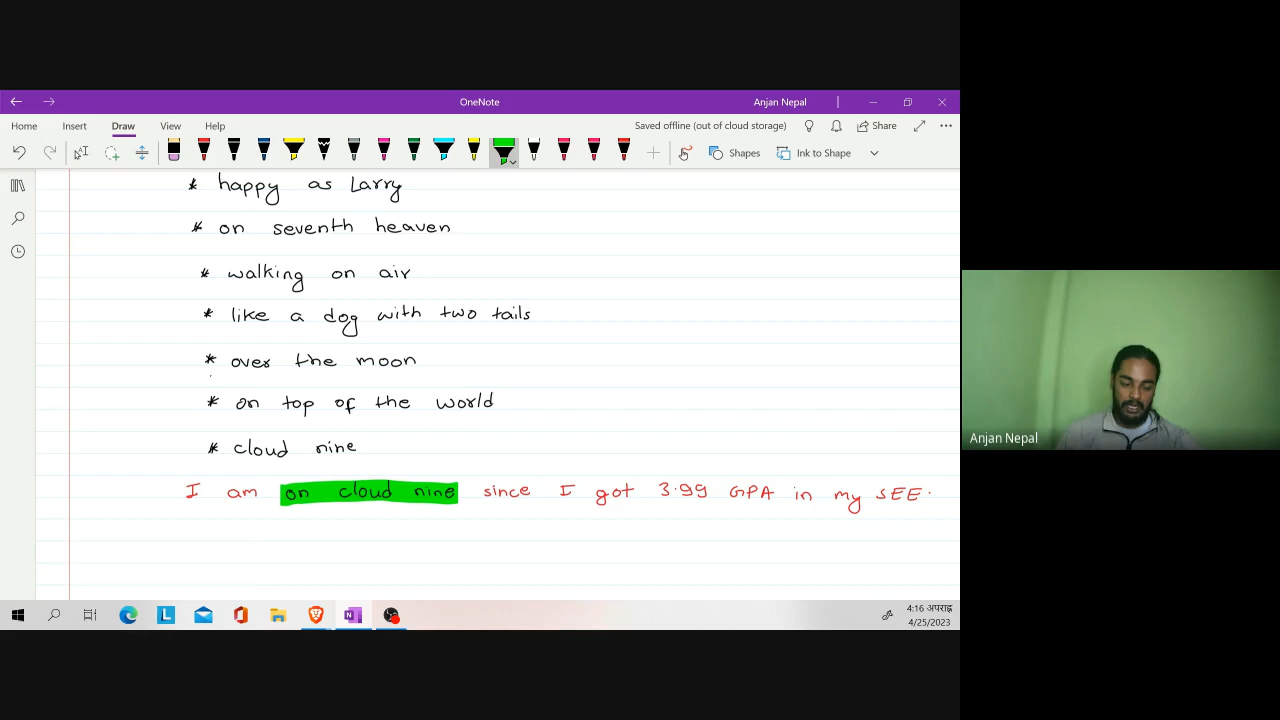 OneNote
Anjan Nepal
Home Insert Draw View Help
Saved offline (out of cloud storage)
Share
Shapes
Ink to Shape
* happy as Larry
* on seventh heaven
* walking on air
* like a dog with two tails
* over the moon
* on top of the world
* cloud nine
I am on cloud nine since I got 3.99 GPA in my SEE.
Anjan Nepal
4:16 अपराह्न
4/25/2023